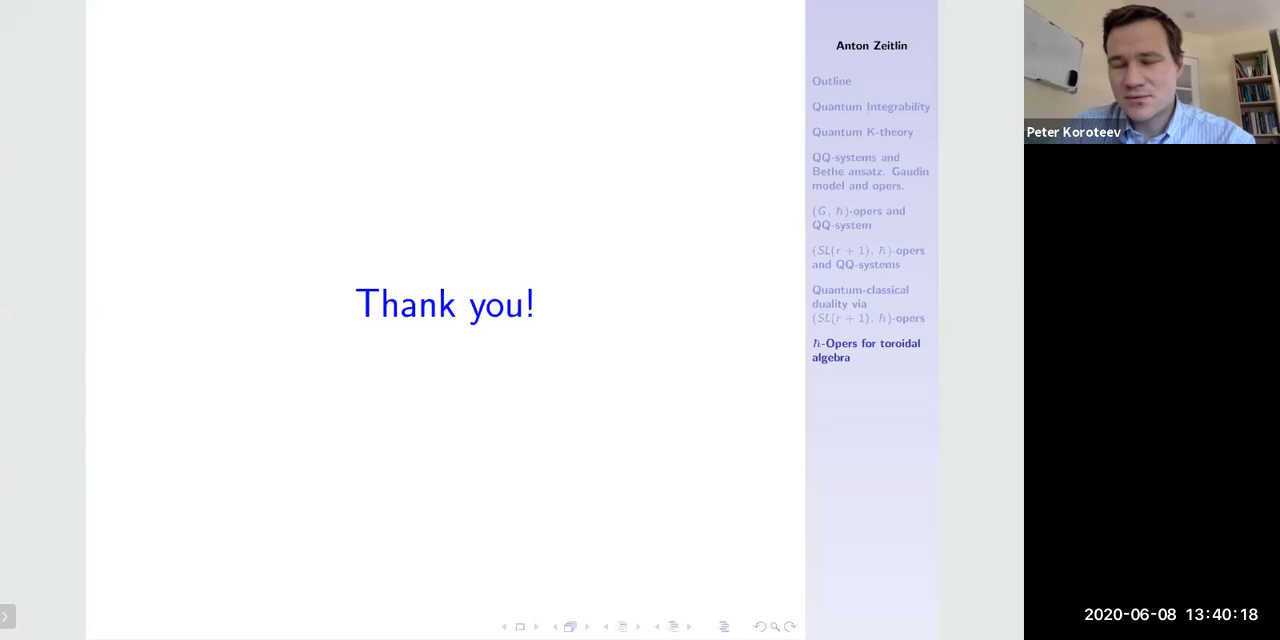 Thank you!
Anton Zeitlin
Outline
Quantum Integrability
Quantum K-theory
QQ-systems and
Bethe ansatz. Gaudin
model and opers.
(G, ħ)-opers and
QQ-system
(SL(r + 1), ħ)-opers
and QQ-systems
Quantum-classical
duality via
(SL(r + 1), ħ)-opers
ħ-Opers for toroidal
algebra
Peter Koroteev
2020-06-08 13:40:18